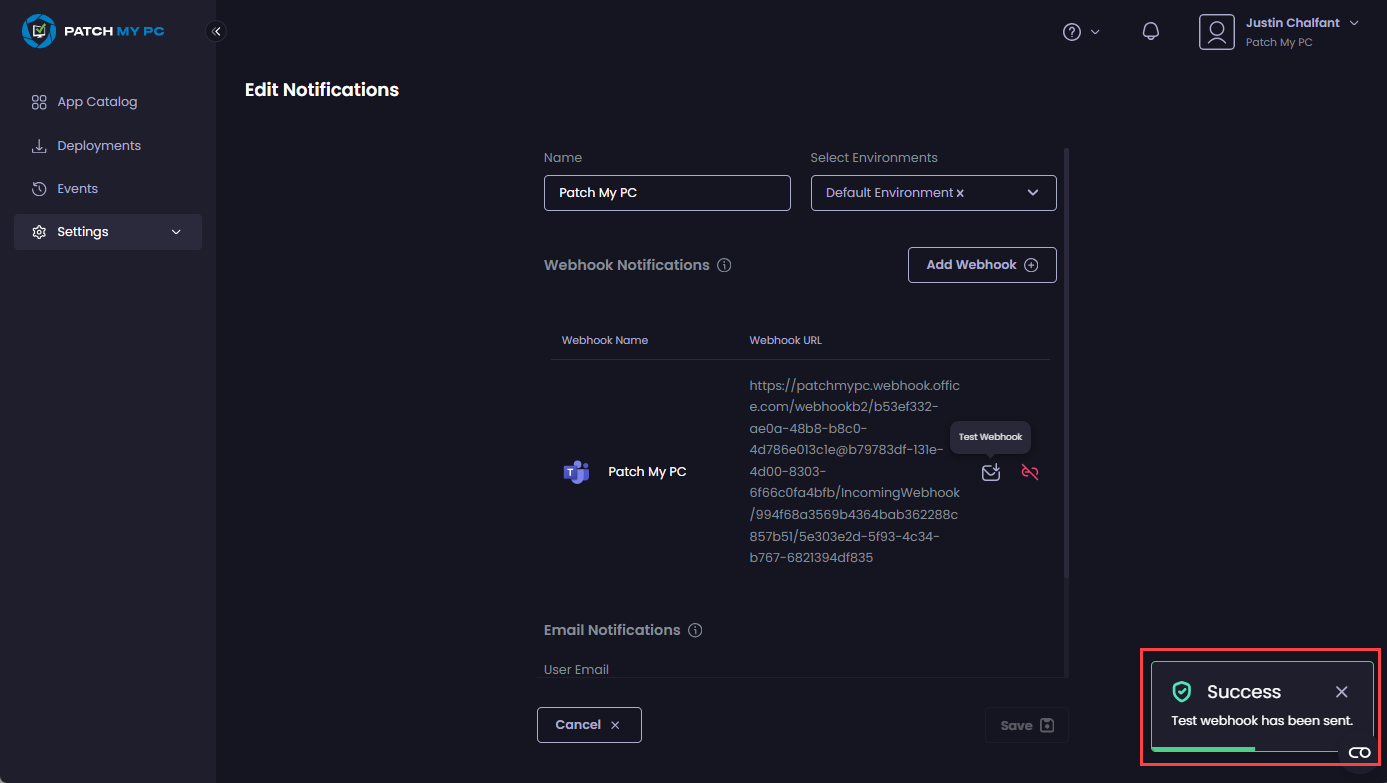 PATCH MY PC
Justin Chalfant
Patch My PC
App Catalog
Deployments
Events
Settings
Edit Notifications
Name
Select Environments
Patch My PC
Default Environment x
Webhook Notifications
Add Webhook
Webhook Name
Webhook URL
https://patchmypc.webhook.offic
e.com/webhookb2/b53ef332-
ae0a-48b8-b8c0-
4d786e013c1e@b79783df-131e-
4d00-8303-
6f66c0fa4bfb/IncomingWebhook
/994f68a3569b4364bab362288c
857b51/5e303e2d-5f93-4c34-
b767-6821394df835
Test Webhook
T
Patch My PC
Email Notifications
User Email
Cancel
Save
Success
Test webhook has been sent.